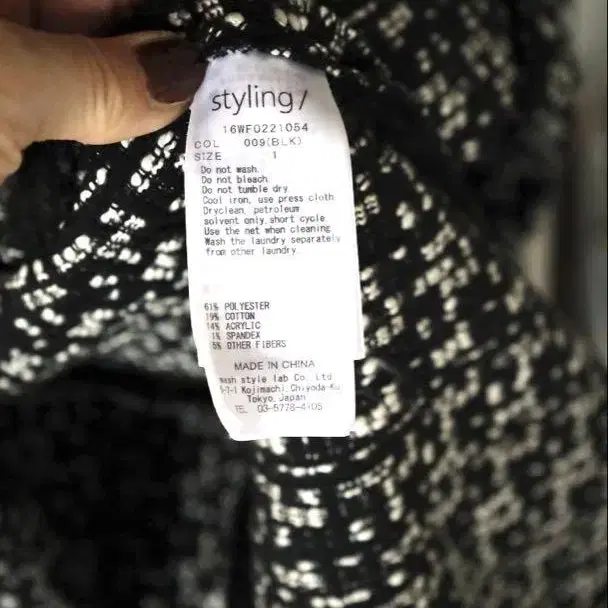 styling/
16WF0221054
COL 009(BLK)
SIZE 1
Do not wash.
Do not bleach.
Do not tumble dry.
Cool iron, use press cloth
Dryclean, petroleum
solvent only, short cycle
Use the net when cleaning
Wash the laundry separately
from other laundry.
61% POLYESTER
19% COTTON
14% ACRYLIC
1% SPANDEX
5% OTHER FIBERS
MADE IN CHINA
mash style lab Co. Ltd
Kojimachi, Chiyoda-Ku
Tokyo, Japan
TEL 03-5778-4105